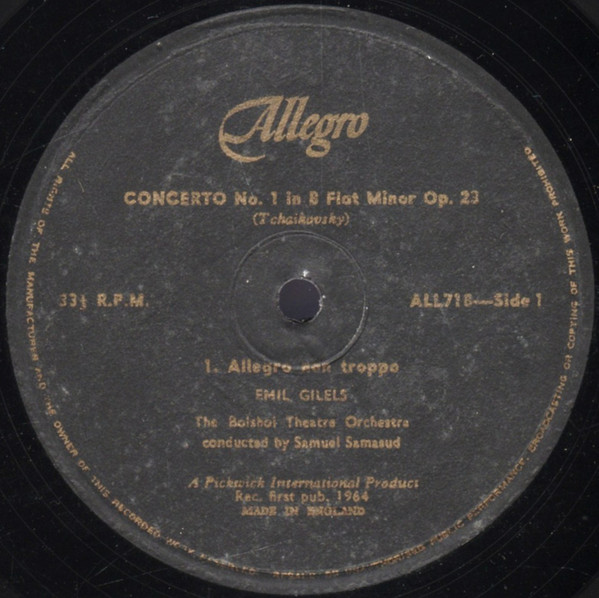 Allegro
CONCERTO No. 1 in B Flat Minor Op. 23
(Tchaikovsky)
33⅓ R.P.M.
ALL718—Side 1
1. Allegro non troppo
EMIL GILELS
The Bolshoi Theatre Orchestra
conducted by Samuel Samasud
A Pickwick International Product
Rec. first pub. 1964
MADE IN ENGLAND
ALL RIGHTS OF THE MANUFACTURER AND THE OWNER OF THIS RECORDED WORK RESERVED PUBLIC PERFORMANCE BROADCASTING OR COPYING OF THIS WORK PROHIBITED